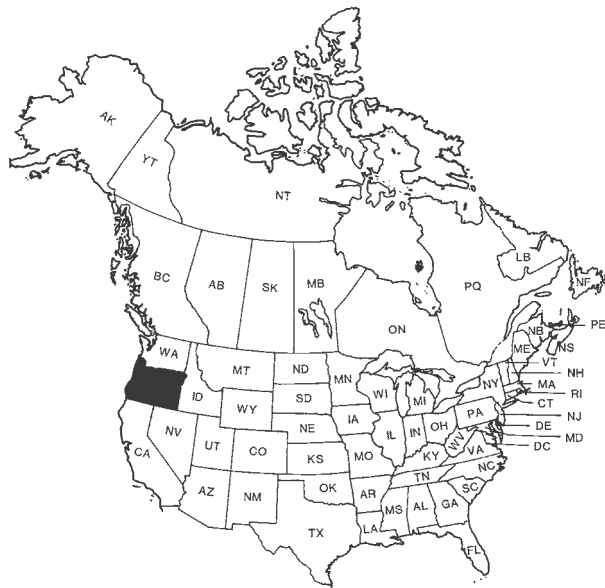 AK
YT
NT
BC
AB
SK
MB
ON
PQ
LB
NF
PE
NB
NS
ME
VT
NH
MA
RI
CT
NJ
DE
MD
DC
WA
MT
ND
MN
ID
WY
SD
WI
MI
NY
NE
IA
PA
NV
UT
CO
KS
MO
IL
IN
OH
WV
VA
KY
CA
AZ
NM
OK
AR
TN
NC
SC
TX
LA
MS
AL
GA
FL